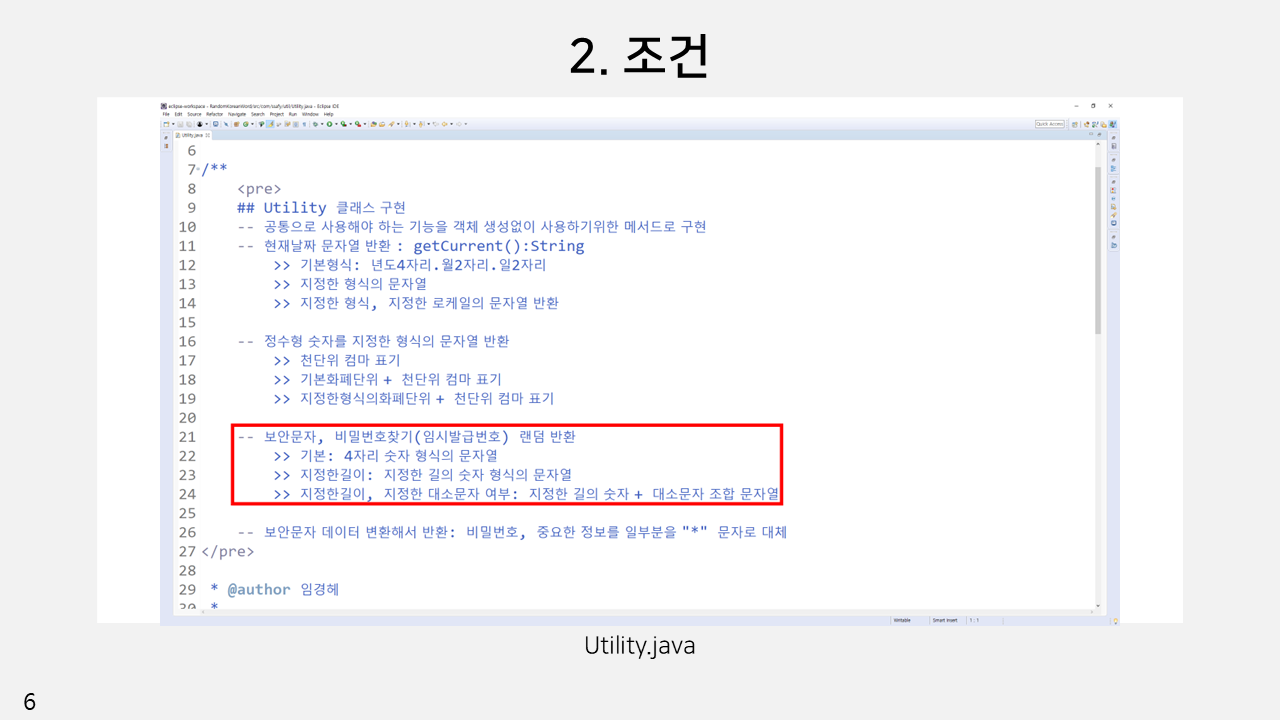 2. 조건
eclipse-workspace - RandomDreamWord/src/com/ssafy/util/Utility.java - Eclipse IDE
File Edit Source Refactor Navigate Search Project Run Window Help
Quick Access
Utility.java
6
7 /**
8 <pre>
9 ## Utility 클래스 구현
10 -- 공통으로 사용해야 하는 기능을 객체 생성없이 사용하기위한 메서드로 구현
11 -- 현재날짜 문자열 반환 : getCurrent():String
12 >> 기본형식: 년도4자리.월2자리.일2자리
13 >> 지정한 형식의 문자열
14 >> 지정한 형식, 지정한 로케일의 문자열 반환
15
16 -- 정수형 숫자를 지정한 형식의 문자열 반환
17 >> 천단위 컴마 표기
18 >> 기본화폐단위 + 천단위 컴마 표기
19 >> 지정한형식의화폐단위 + 천단위 컴마 표기
20
21 -- 보안문자, 비밀번호찾기(임시발급번호) 랜덤 반환
22 >> 기본: 4자리 숫자 형식의 문자열
23 >> 지정한길이: 지정한 길의 숫자 형식의 문자열
24 >> 지정한길이, 지정한 대소문자 여부: 지정한 길의 숫자 + 대소문자 조합 문자열
25
26 -- 보안문자 데이터 변환해서 반환: 비밀번호, 중요한 정보를 일부분을 "*" 문자로 대체
27 </pre>
28
29 * @author 임경혜
30 *
Writable Smart Insert 1 : 1
Utility.java
6